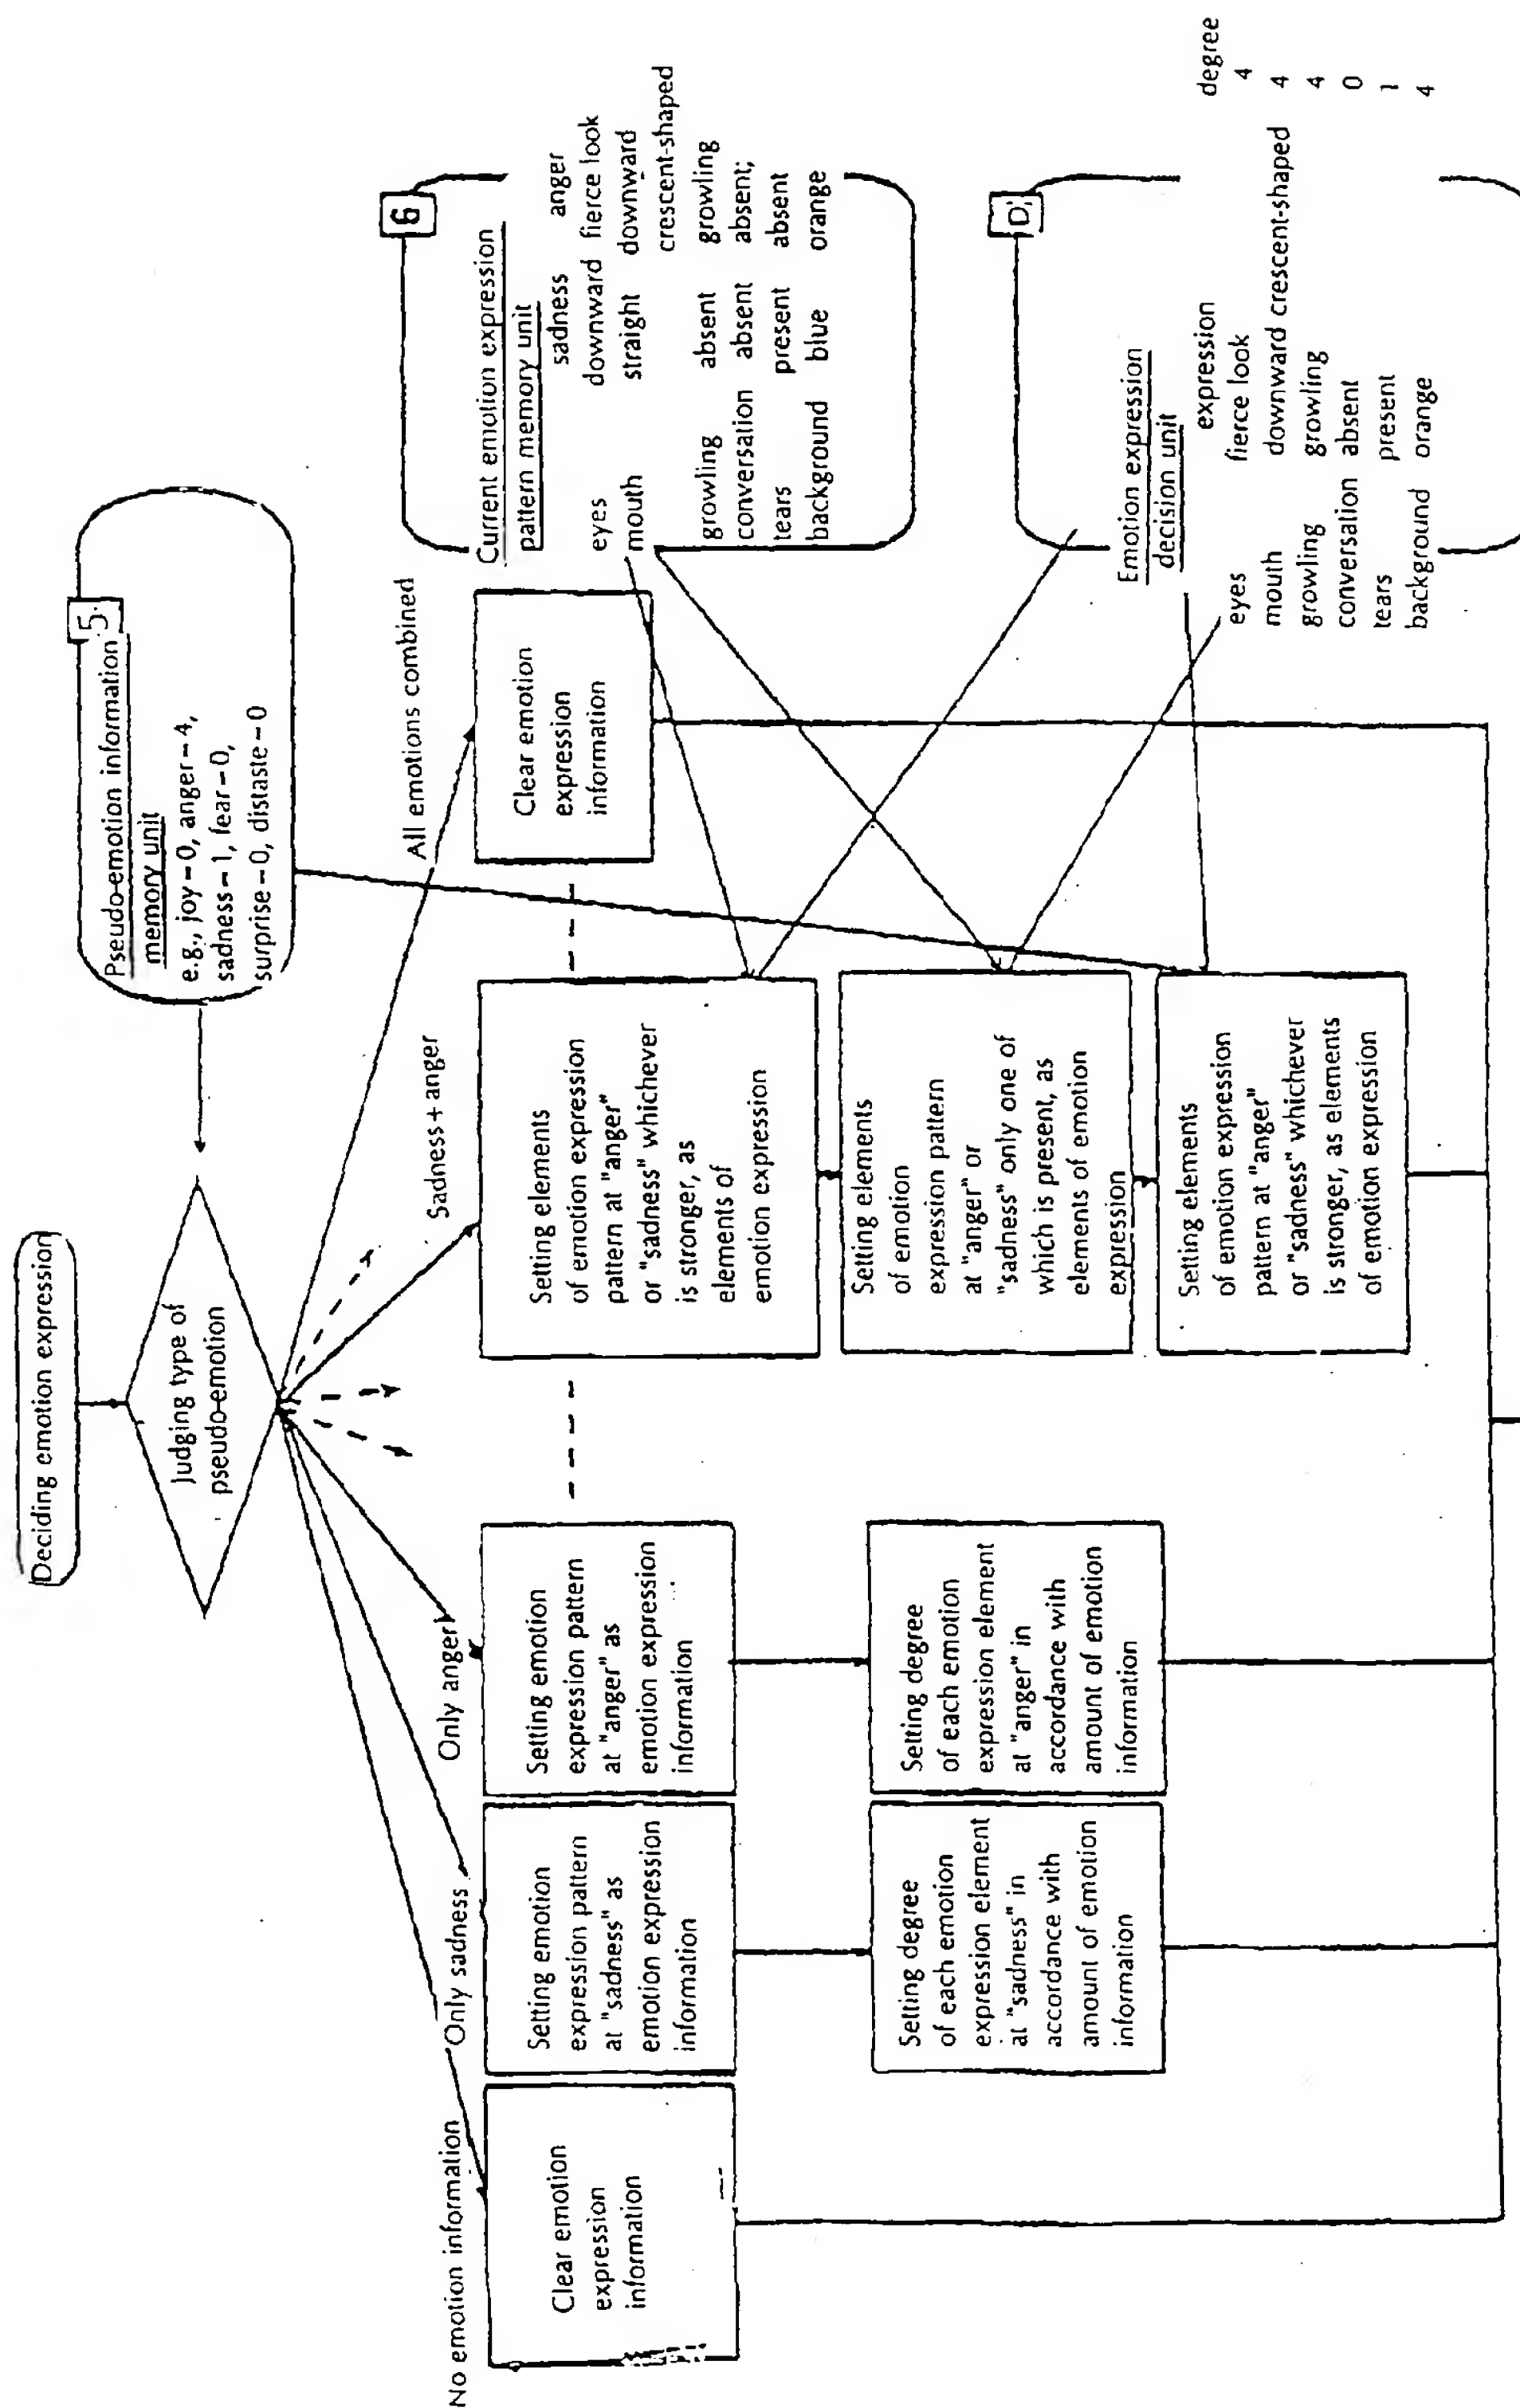 Deciding emotion expression
Judging type of
pseudo-emotion
5
Pseudo-emotion information
memory unit
e.g., joy–0, anger–4,
sadness–1, fear–0,
surprise–0, distaste–0
No emotion information
Only sadness
Only anger
Sadness+anger
All emotions combined
Clear emotion
expression
information
Setting emotion
expression pattern
at "sadness" as
emotion expression
information
Setting degree
of each emotion
expression element
at "sadness" in
accordance with
amount of emotion
information
Setting emotion
expression pattern
at "anger" as
emotion expression
information
Setting degree
of each emotion
expression element
at "anger" in
accordance with
amount of emotion
information
Setting elements
of emotion expression
pattern at "anger"
or "sadness" whichever
is stronger, as
elements of
emotion expression
Setting elements
of emotion
expression pattern
at "anger" or
"sadness" only one of
which is present, as
elements of emotion
expression
Setting elements
of emotion expression
pattern at "anger"
or "sadness" whichever
is stronger, as elements
of emotion expression
Clear emotion
expression
information
6
Current emotion expression
pattern memory unit
sadness anger
eyes downward fierce look
mouth straight downward
crescent-shaped
growling absent growling
conversation absent absent;
tears present absent
background blue orange
D
Emotion expression
decision unit
expression degree
eyes fierce look 4
mouth downward crescent-shaped 4
growling growling 4
conversation absent 0
tears present 1
background orange 4